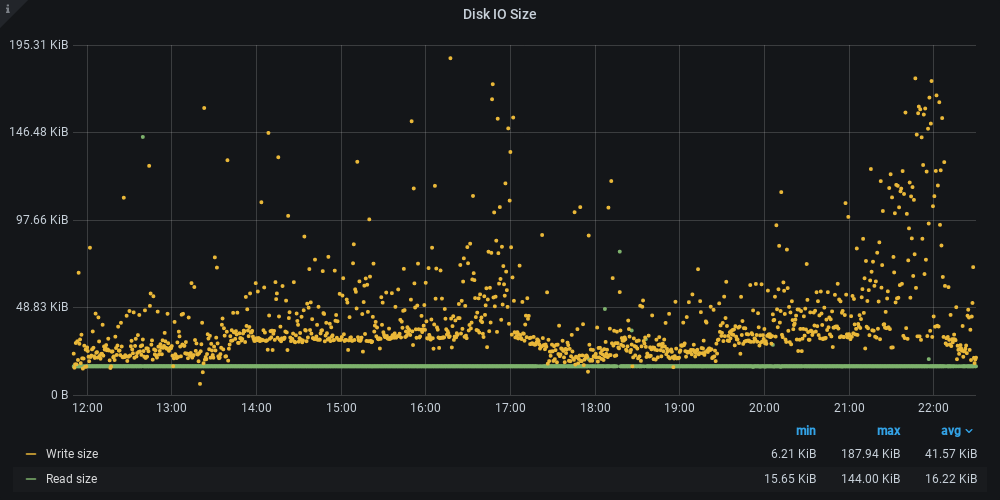 i
Disk IO Size
195.31 KiB
146.48 KiB
97.66 KiB
48.83 KiB
0 B
12:00 13:00 14:00 15:00 16:00 17:00 18:00 19:00 20:00 21:00 22:00
min max avg
Write size 6.21 KiB 187.94 KiB 41.57 KiB
Read size 15.65 KiB 144.00 KiB 16.22 KiB